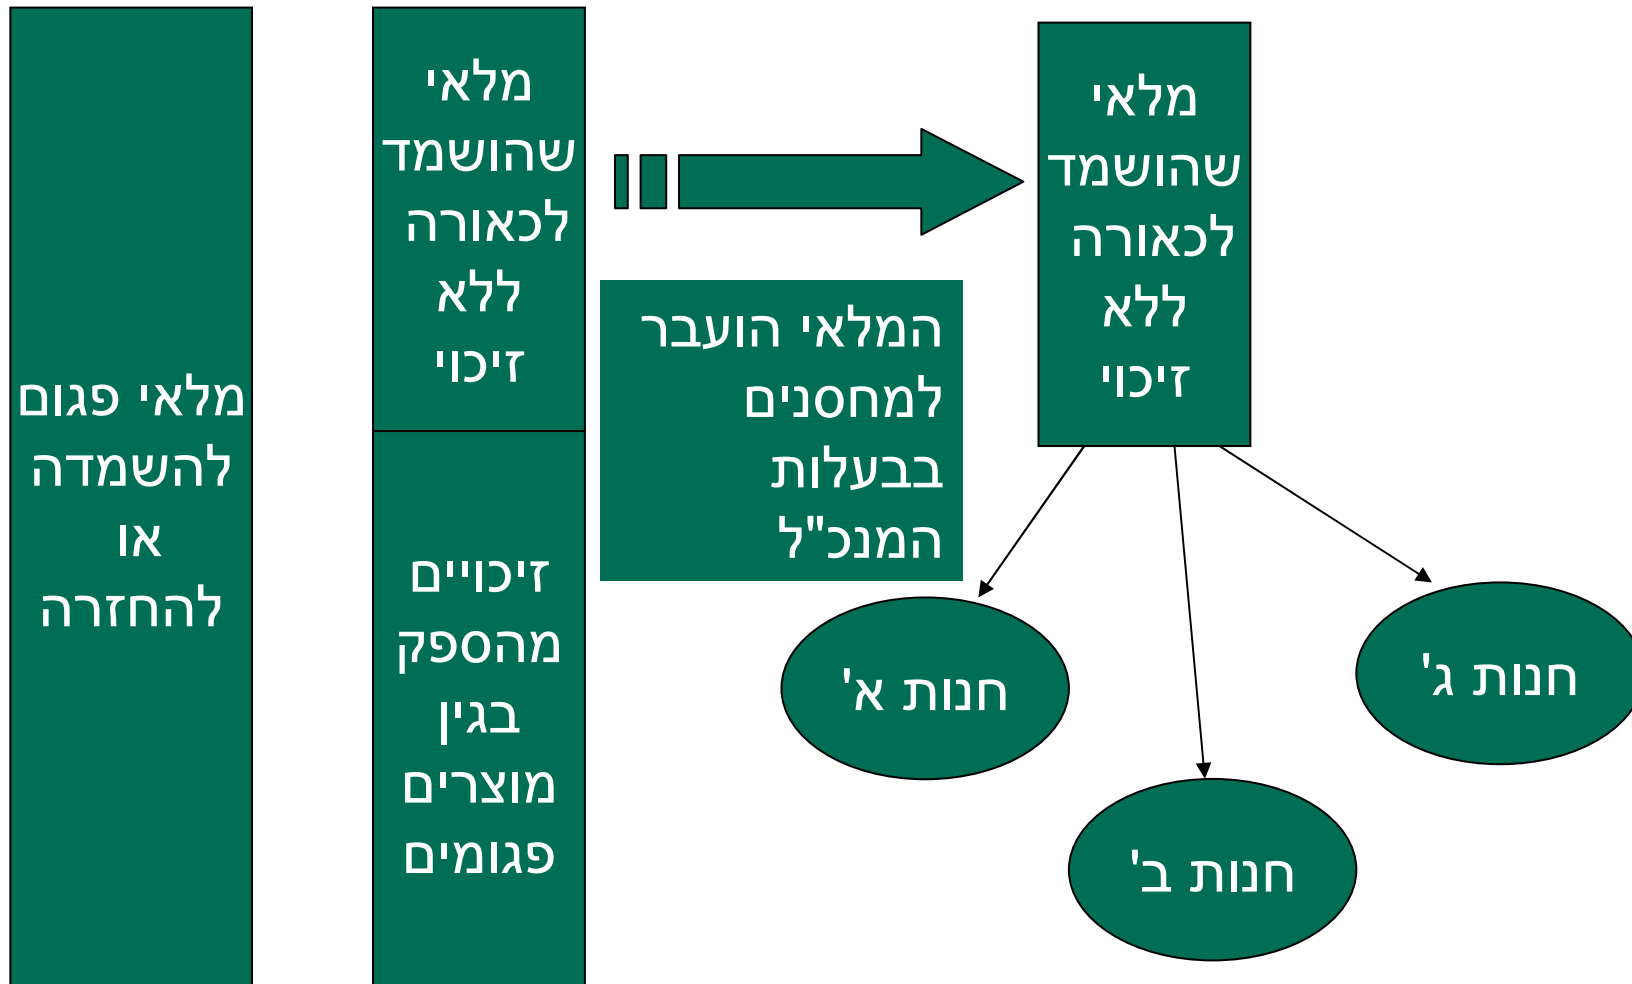 מלאי פגום
להשמדה
או
להחזרה
מלאי
שהושמד
לכאורה
ללא
זיכוי
זיכויים
מהספק
בגין
מוצרים
פגומים
המלאי הועבר
למחסנים
בבעלות
המנכ"ל
מלאי
שהושמד
לכאורה
ללא
זיכוי
חנות א'
חנות ב'
חנות ג'